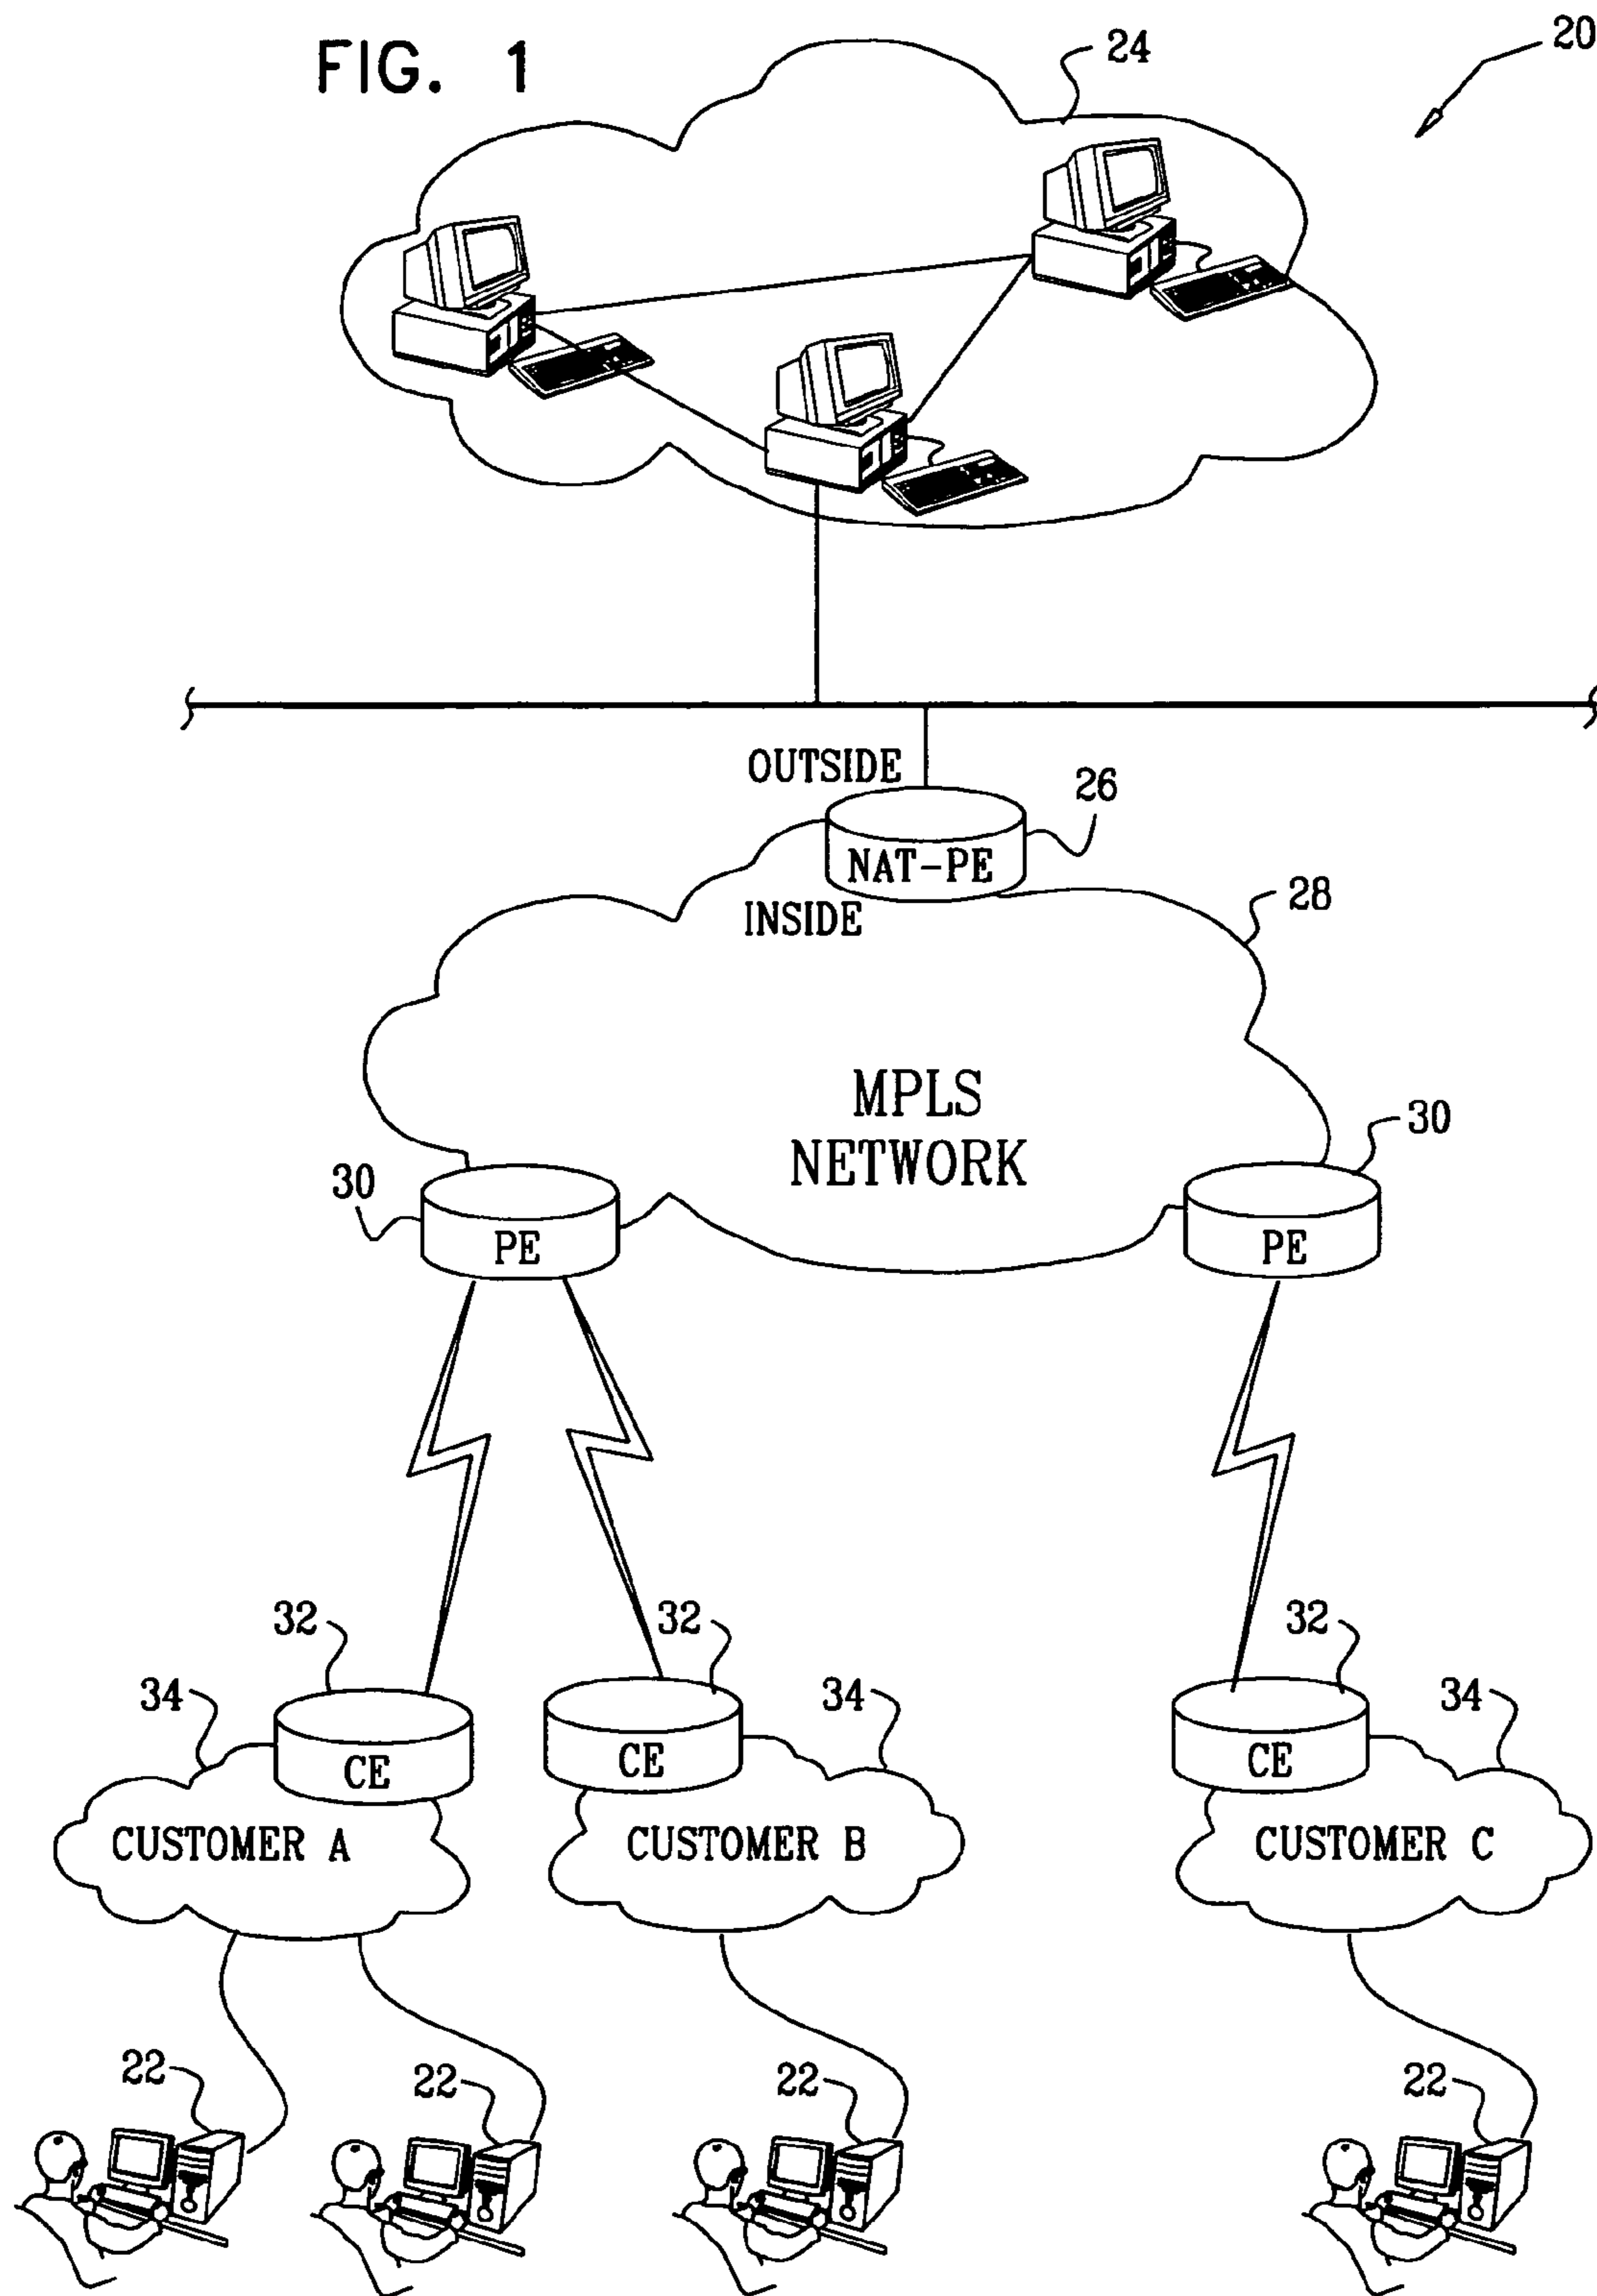 FIG. 1
24
20
OUTSIDE
26
NAT-PE
INSIDE
28
MPLS
NETWORK
30
30
PE
PE
32
32
32
34
34
34
CE
CE
CE
CUSTOMER A
CUSTOMER B
CUSTOMER C
22
22
22
22